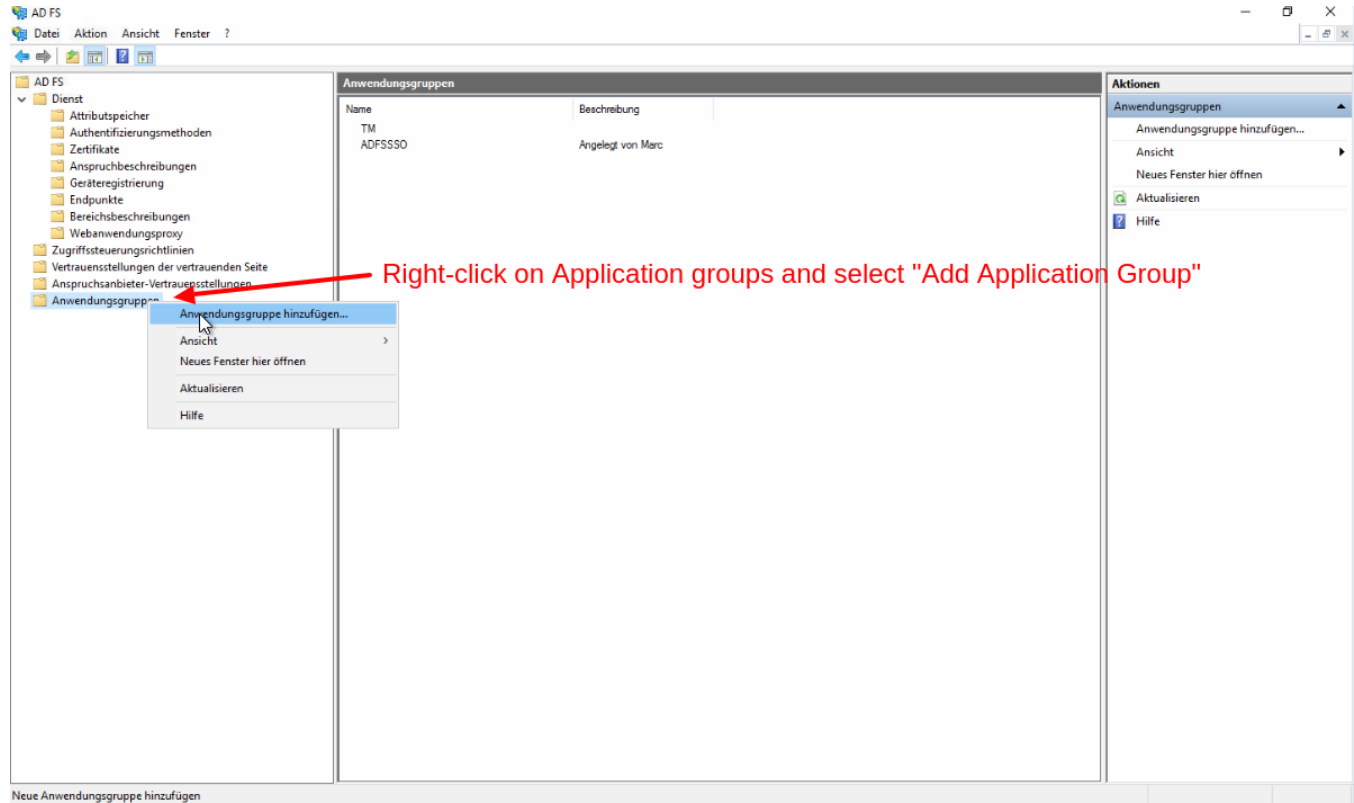 AD FS
Datei Aktion Ansicht Fenster ?
AD FS
Dienst
Attributspeicher
Authentifizierungsmethoden
Zertifikate
Anspruchbeschreibungen
Geräteregistrierung
Endpunkte
Bereichsbeschreibungen
Webanwendungsproxy
Zugriffssteuerungsrichtlinien
Vertrauensstellungen der vertrauenden Seite
Anspruchsanbieter-Vertrauensstellungen
Anwendungsgruppen
Anwendungsgruppe hinzufügen...
Ansicht
Neues Fenster hier öffnen
Aktualisieren
Hilfe
Anwendungsgruppen
Name Beschreibung
TM
ADFSSSO Angelegt von Marc
Right-click on Application groups and select "Add Application Group"
Aktionen
Anwendungsgruppen
Anwendungsgruppe hinzufügen...
Ansicht
Neues Fenster hier öffnen
Aktualisieren
Hilfe
Neue Anwendungsgruppe hinzufügen